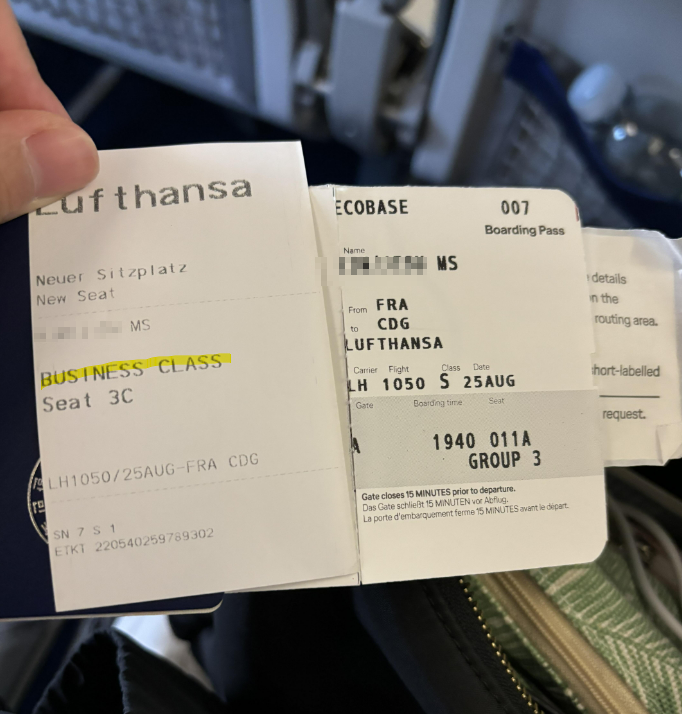 Lufthansa
Neuer Sitzplatz
New Seat
MS
BUSINESS CLASS
Seat 3C
LH1050/25AUG-FRA CDG
SN 7 S 1
ETKT 220540259789302
ECOBASE 007
Boarding Pass
Name
MS
From FRA
to CDG
LUFTHANSA
Carrier Flight Class Date
LH 1050 S 25AUG
Gate Boarding time Seat
A 1940 011A
GROUP 3
Gate closes 15 MINUTES prior to departure.
Das Gate schließt 15 MINUTEN vor Abflug.
La porte d'embarquement ferme 15 MINUTES avant le départ.
details
on the
routing area.
short-labelled
request.